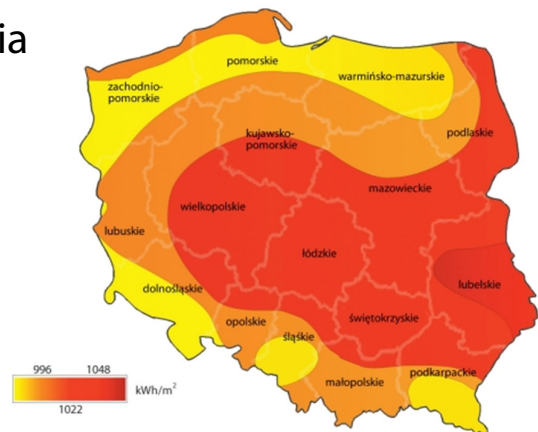 ia
pomorskie
zachodnio-
pomorskie
warmińsko-mazurskie
kujawsko-
pomorskie
podlaskie
mazowieckie
wielkopolskie
lubuskie
łódzkie
lubelskie
dolnośląskie
opolskie
świętokrzyskie
śląśkie
podkarpackie
małopolskie
996 1048
kWh/m²
1022